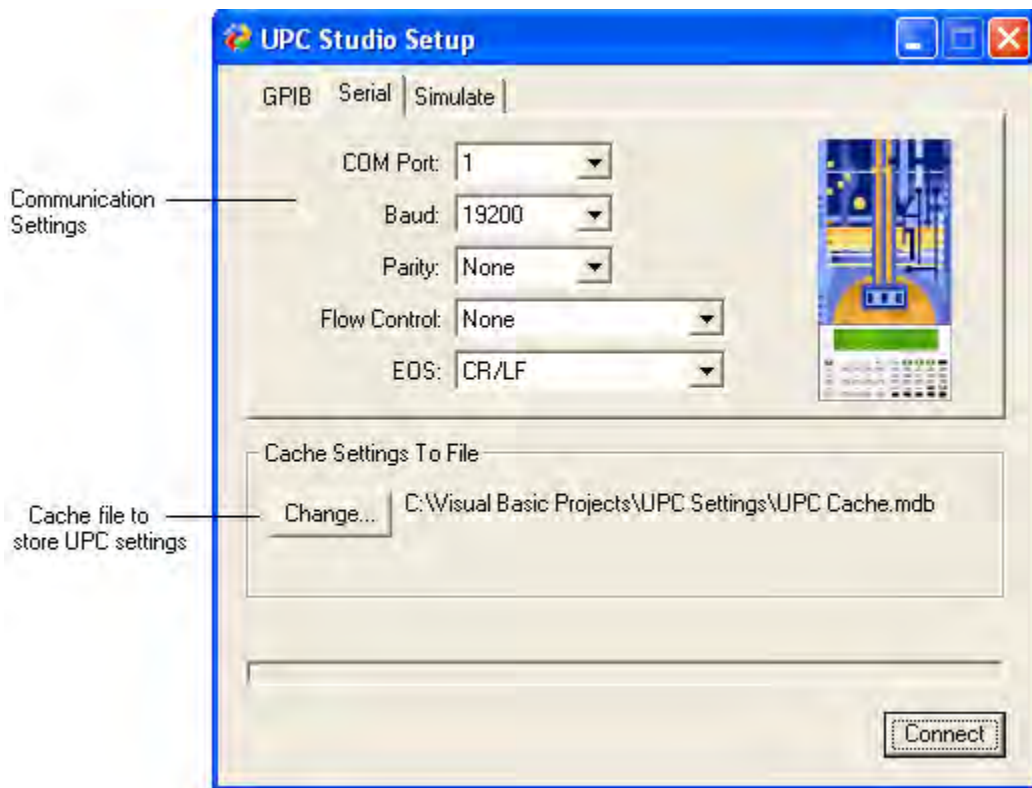 UPC Studio Setup
GPIB Serial Simulate
COM Port: 1
Baud: 19200
Parity: None
Flow Control: None
EOS: CR/LF
Communication
Settings
Cache Settings To File
Change... C:\Visual Basic Projects\UPC Settings\UPC Cache.mdb
Cache file to
store UPC settings
Connect